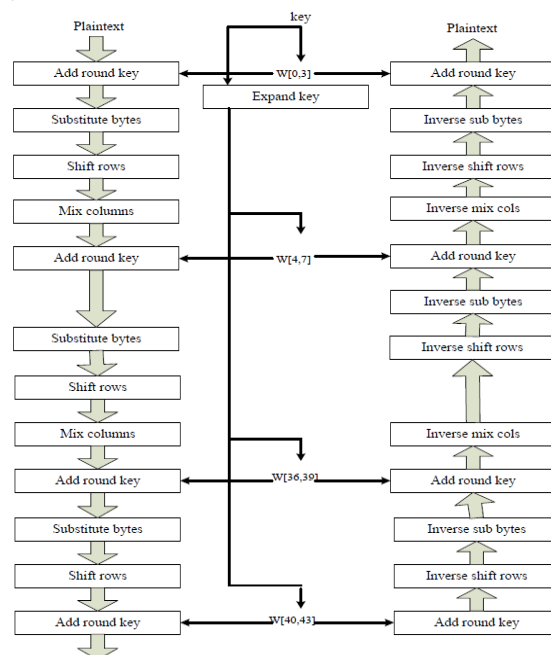 Plaintext
Add round key
Substitute bytes
Shift rows
Mix columns
Add round key
Substitute bytes
Shift rows
Mix columns
Add round key
Substitute bytes
Shift rows
Add round key
key
W[0,3]
Expand key
W[4,7]
W[36,39]
W[40,43]
Plaintext
Add round key
Inverse sub bytes
Inverse shift rows
Inverse mix cols
Add round key
Inverse sub bytes
Inverse shift rows
Inverse mix cols
Add round key
Inverse sub bytes
Inverse shift rows
Add round key